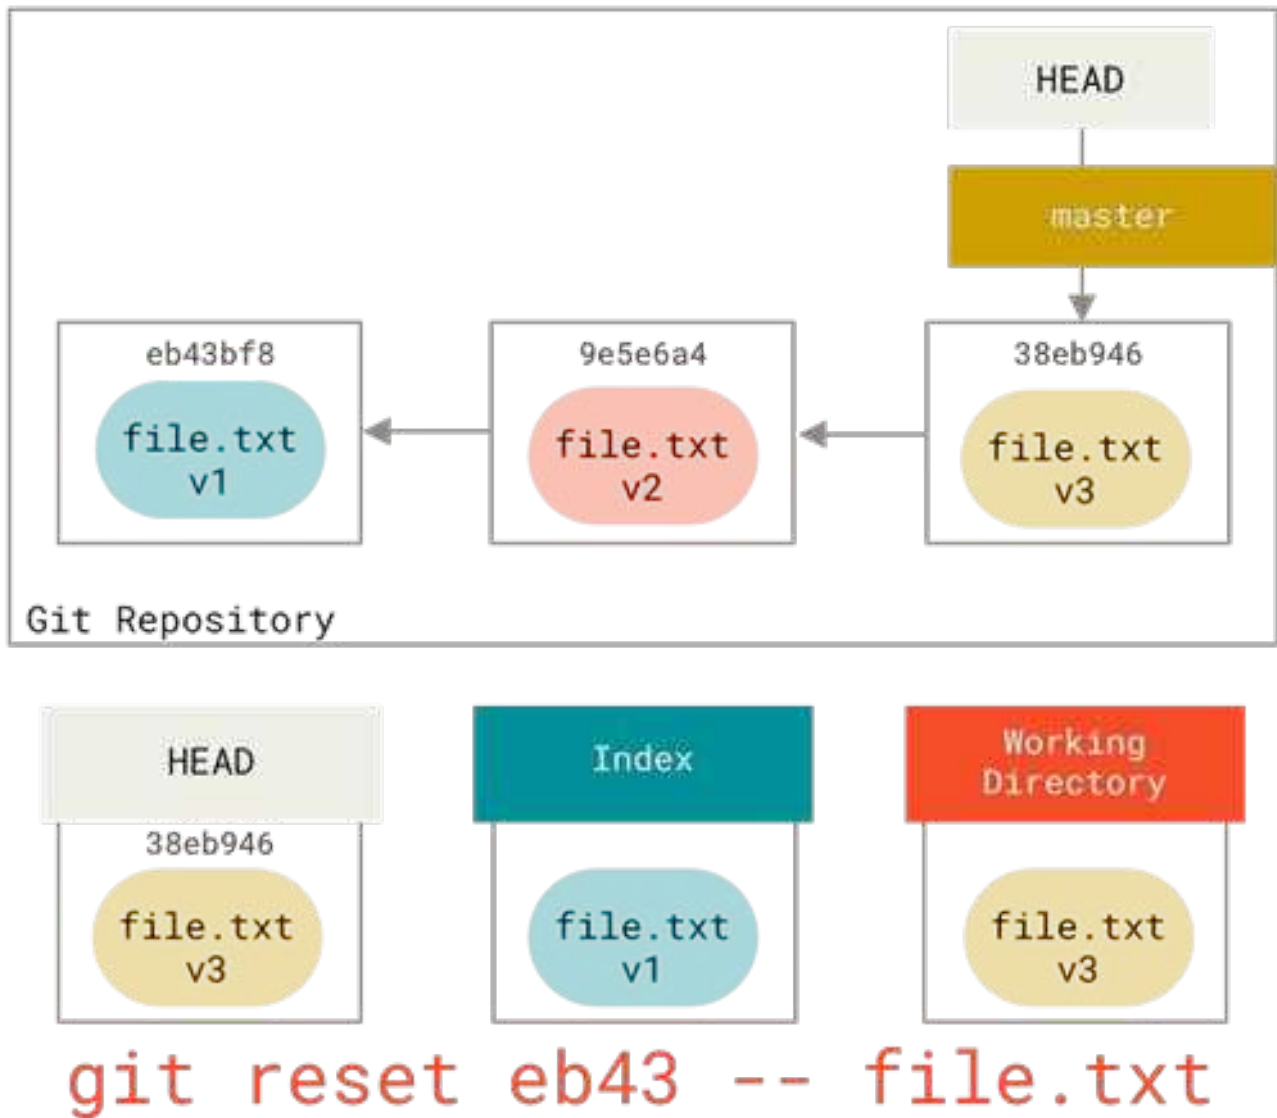 HEAD
master
eb43bf8
9e5e6a4
38eb946
file.txt
v1
file.txt
v2
file.txt
v3
Git Repository
HEAD
Index
Working
Directory
38eb946
file.txt
v3
file.txt
v1
file.txt
v3
git reset eb43 -- file.txt